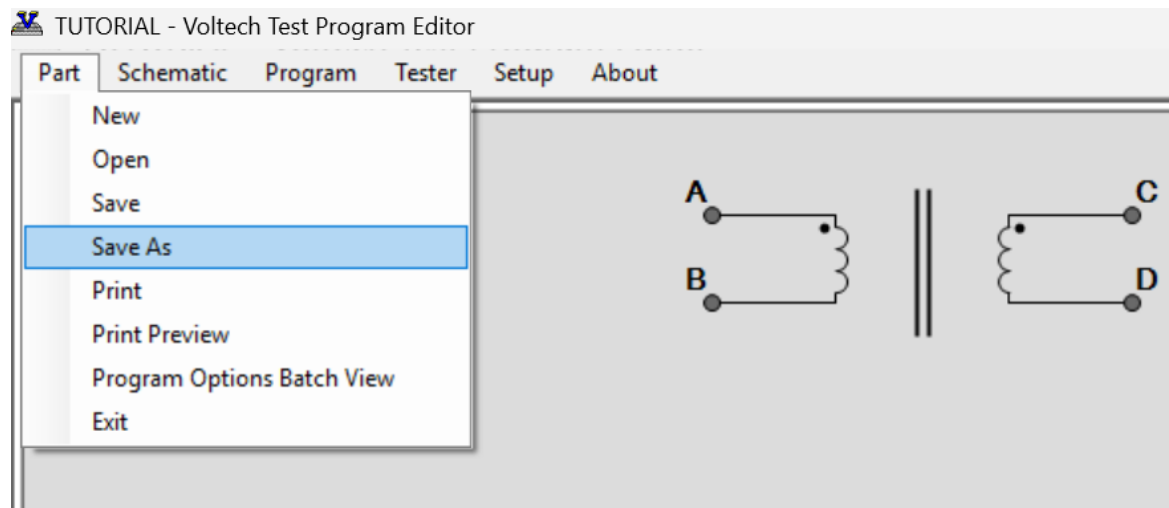 TUTORIAL - Voltech Test Program Editor
Part Schematic Program Tester Setup About
New
Open
Save
Save As
Print
Print Preview
Program Options Batch View
Exit
A C
B D